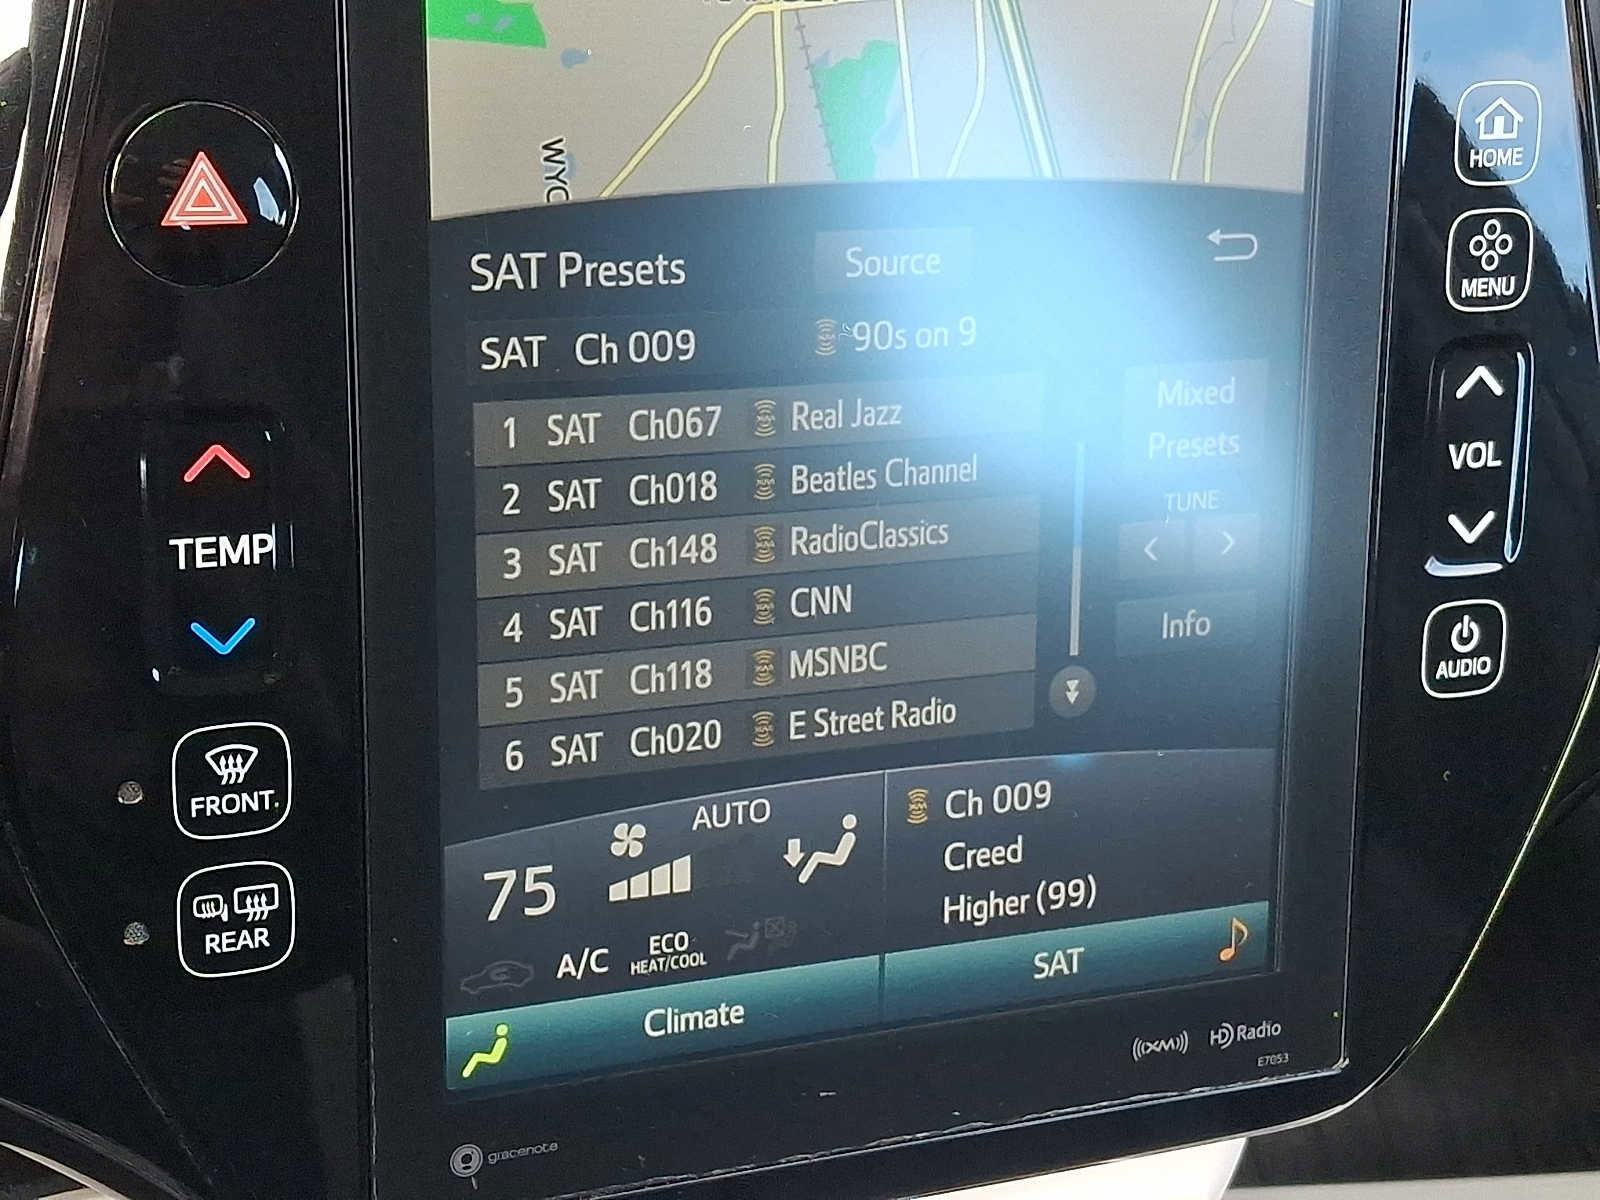 WYC
SAT Presets
Source
SAT Ch 009 '90s on 9
1 SAT Ch067 Real Jazz
2 SAT Ch018 Beatles Channel
3 SAT Ch148 RadioClassics
4 SAT Ch116 CNN
5 SAT Ch118 MSNBC
6 SAT Ch020 E Street Radio
Mixed
Presets
TUNE
< >
Info
75
AUTO
A/C
ECO
HEAT/COOL
Climate
Ch 009
Creed
Higher (99)
SAT
TEMP
FRONT
REAR
HOME
MENU
VOL
AUDIO
((XM))
HD Radio
E7053
gracenote